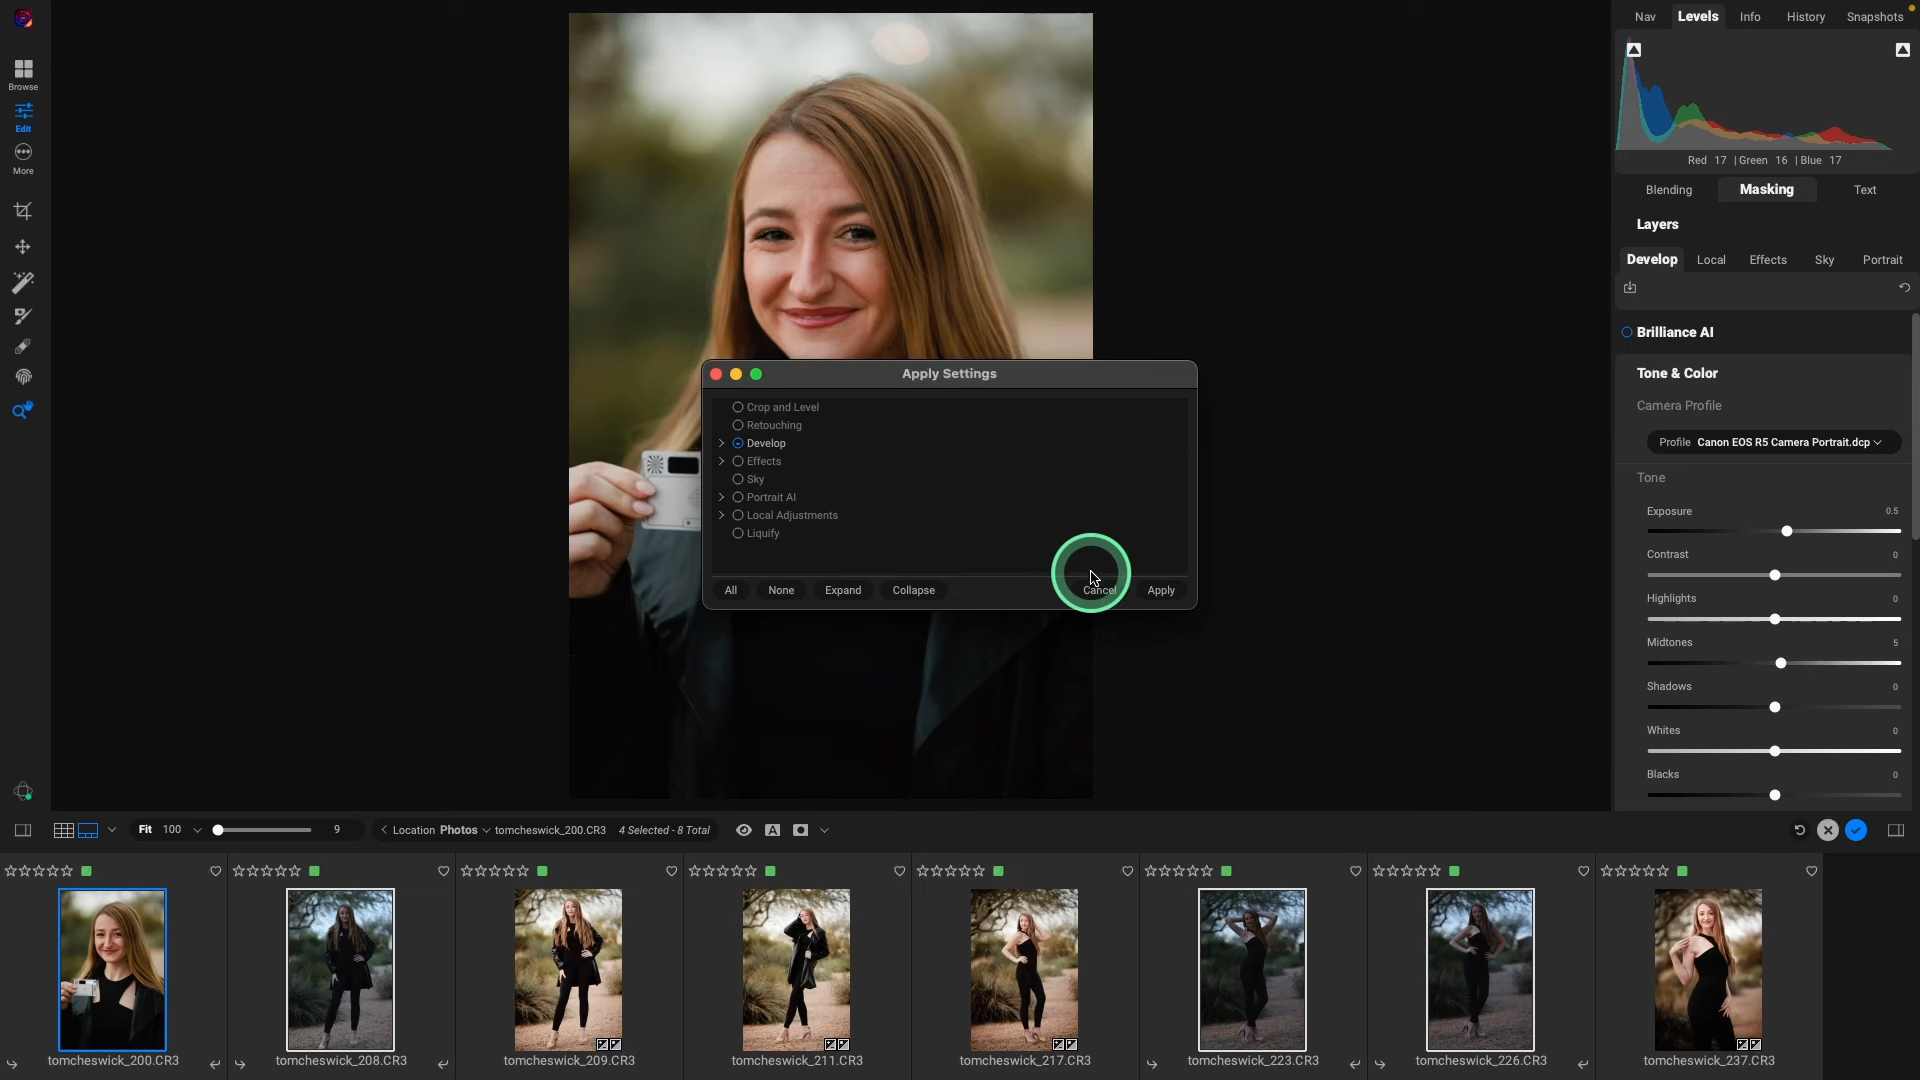 Browse
Edit
More
Nav
Levels
Info
History
Snapshots
Red 17 | Green 16 | Blue 17
Blending
Masking
Text
Layers
Develop
Local
Effects
Sky
Portrait
Brilliance AI
Tone & Color
Camera Profile
Profile Canon EOS R5 Camera Portrait.dcp
Tone
Exposure 0.5
Contrast 0
Highlights 0
Midtones 5
Shadows 0
Whites 0
Blacks 0
Apply Settings
Crop and Level
Retouching
Develop
Effects
Sky
Portrait AI
Local Adjustments
Liquify
All
None
Expand
Collapse
Cancel
Apply
Fit 100
9
Location Photos tomcheswick_200.CR3 4 Selected - 8 Total
A
tomcheswick_200.CR3
tomcheswick_208.CR3
tomcheswick_209.CR3
tomcheswick_211.CR3
tomcheswick_217.CR3
tomcheswick_223.CR3
tomcheswick_226.CR3
tomcheswick_237.CR3